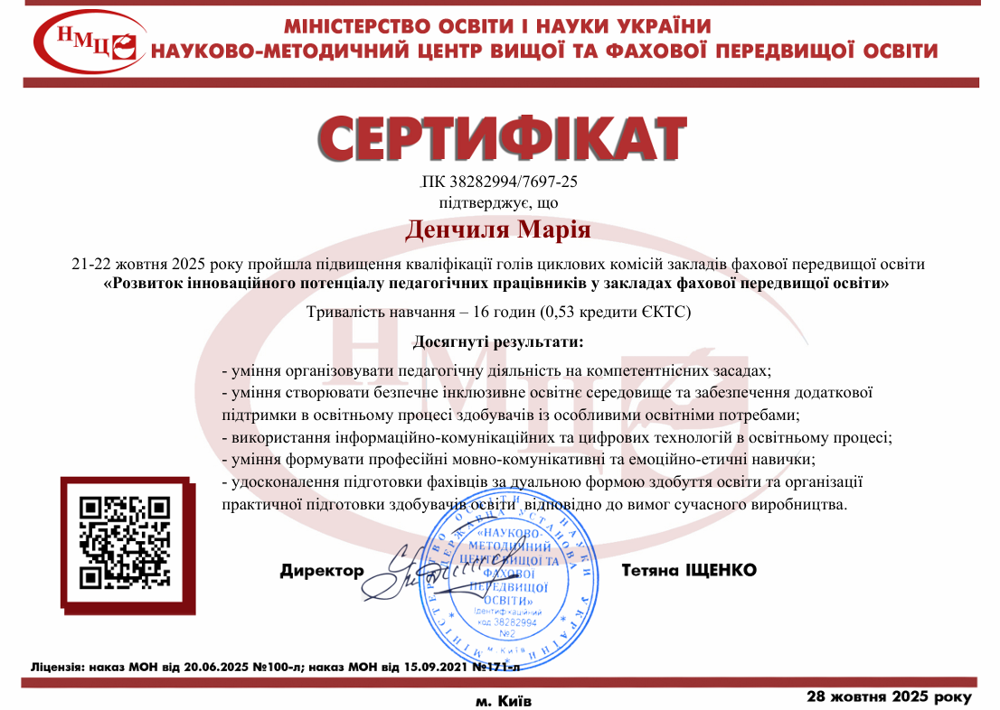 НМЦ
МІНІСТЕРСТВО ОСВІТИ І НАУКИ УКРАЇНИ
НАУКОВО-МЕТОДИЧНИЙ ЦЕНТР ВИЩОЇ ТА ФАХОВОЇ ПЕРЕДВИЩОЇ ОСВІТИ
СЕРТИФІКАТ
ПК 38282994/7697-25
підтверджує, що
Денчиля Марія
21-22 жовтня 2025 року пройшла підвищення кваліфікації голів циклових комісій закладів фахової передвищої освіти
«Розвиток інноваційного потенціалу педагогічних працівників у закладах фахової передвищої освіти»
Тривалість навчання – 16 годин (0,53 кредити ЄКТС)
Досягнуті результати:
- уміння організовувати педагогічну діяльність на компетентнісних засадах;
- уміння створювати безпечне інклюзивне освітнє середовище та забезпечення додаткової
підтримки в освітньому процесі здобувачів із особливими освітніми потребами;
- використання інформаційно-комунікаційних та цифрових технологій в освітньому процесі;
- уміння формувати професійні мовно-комунікативні та емоційно-етичні навички;
- удосконалення підготовки фахівців за дуальною формою здобуття освіти та організації
практичної підготовки здобувачів освіти відповідно до вимог сучасного виробництва.
НМЦ
Директор
Тетяна ІЩЕНКО
МІНІСТЕРСТВО ОСВІТИ І НАУКИ УКРАЇНИ
ДЕРЖАВНА УСТАНОВА
«НАУКОВО-
МЕТОДИЧНИЙ
ЦЕНТР ВИЩОЇ ТА
ФАХОВОЇ
ПЕРЕДВИЩОЇ
ОСВІТИ»
Ідентифікаційний
код 38282994
№2
м. Київ
Ліцензія: наказ МОН від 20.06.2025 №100-л; наказ МОН від 15.09.2021 №171-л
м. Київ
28 жовтня 2025 року